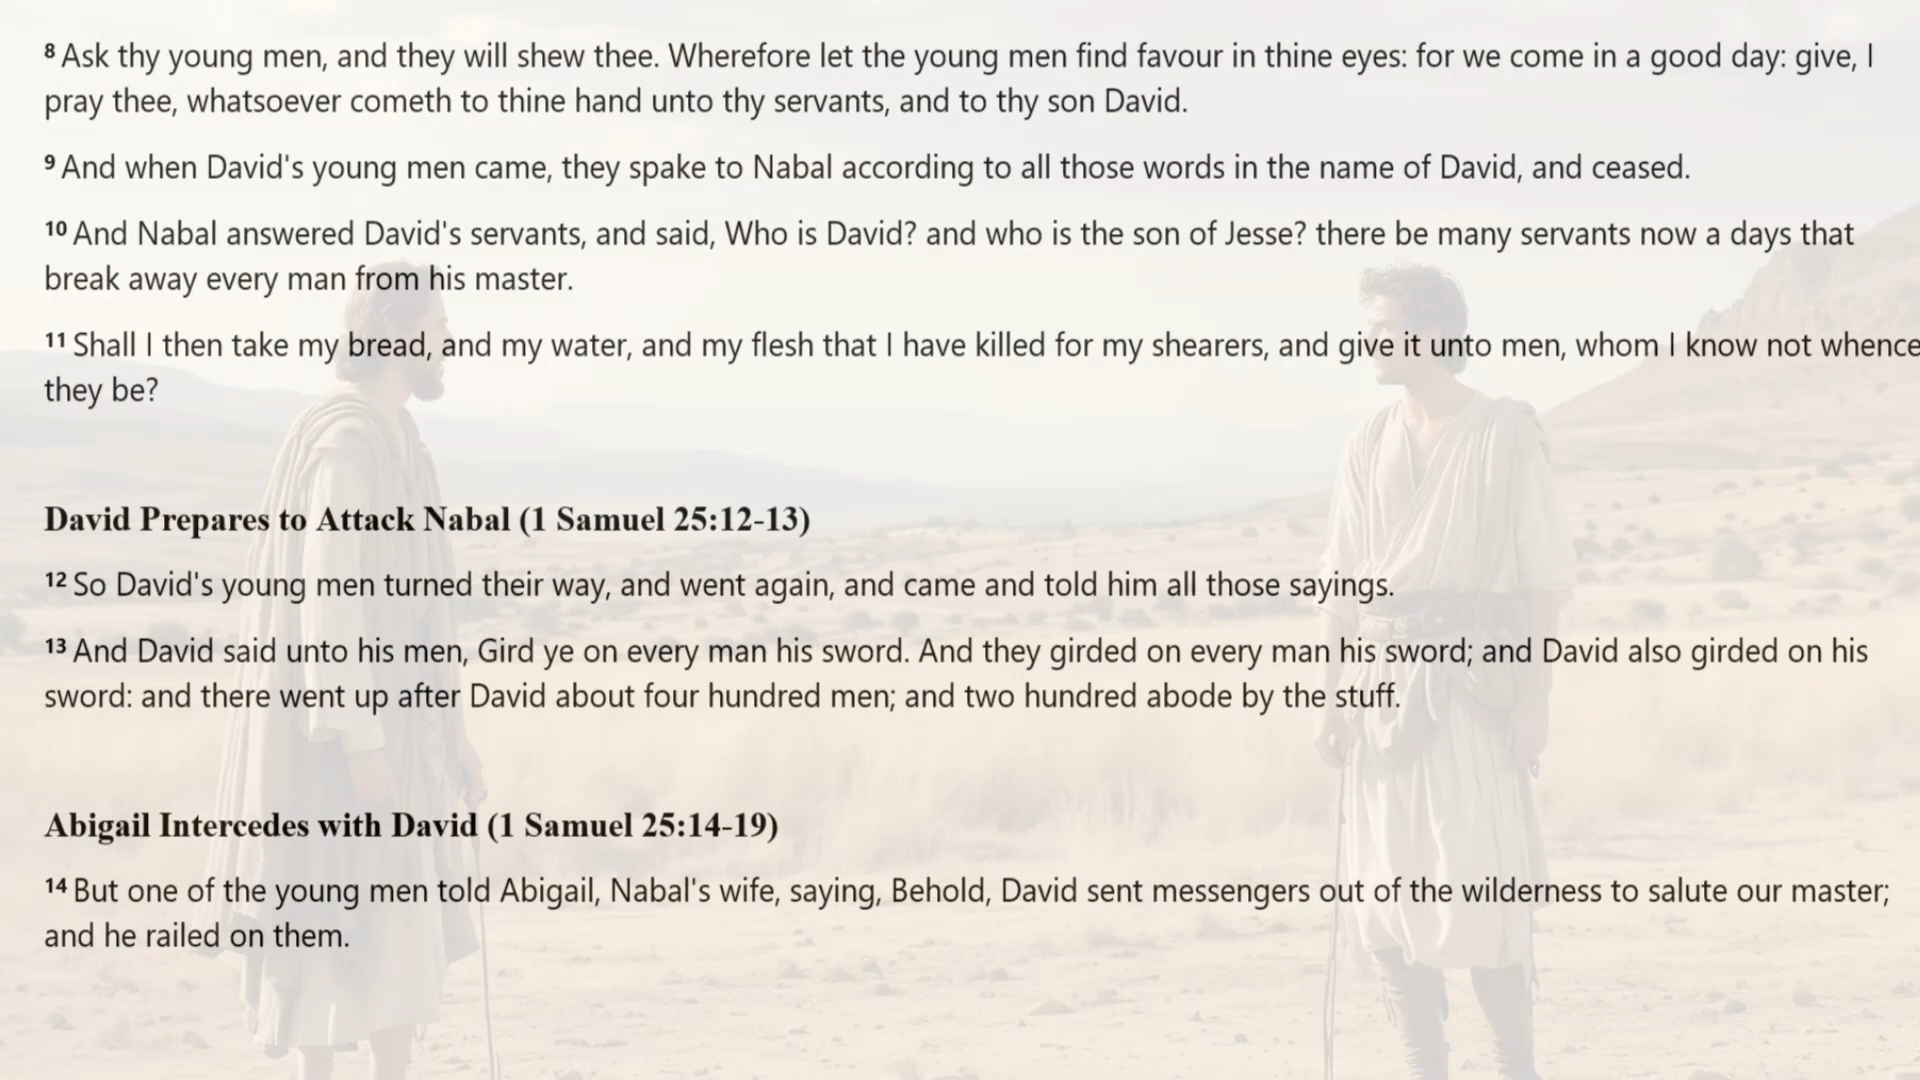 8 Ask thy young men, and they will shew thee. Wherefore let the young men find favour in thine eyes: for we come in a good day: give, I
pray thee, whatsoever cometh to thine hand unto thy servants, and to thy son David.
9 And when David's young men came, they spake to Nabal according to all those words in the name of David, and ceased.
10 And Nabal answered David's servants, and said, Who is David? and who is the son of Jesse? there be many servants now a days that
break away every man from his master.
11 Shall I then take my bread, and my water, and my flesh that I have killed for my shearers, and give it unto men, whom I know not whence
they be?
David Prepares to Attack Nabal (1 Samuel 25:12-13)
12 So David's young men turned their way, and went again, and came and told him all those sayings.
13 And David said unto his men, Gird ye on every man his sword. And they girded on every man his sword; and David also girded on his
sword: and there went up after David about four hundred men; and two hundred abode by the stuff.
Abigail Intercedes with David (1 Samuel 25:14-19)
14 But one of the young men told Abigail, Nabal's wife, saying, Behold, David sent messengers out of the wilderness to salute our master;
and he railed on them.